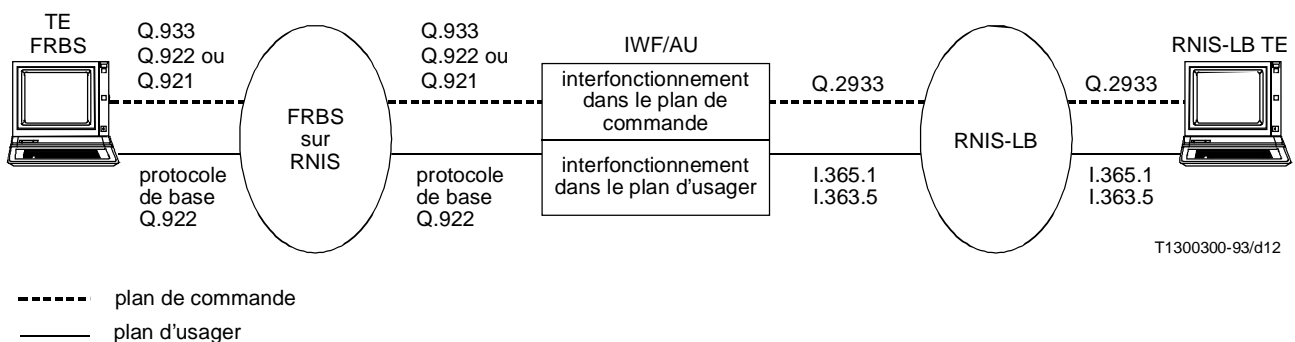 TE
FRBS
Q.933
Q.922 ou
Q.921
Q.933
Q.922 ou
Q.921
IWF/AU
RNIS-LB TE
interfonctionnement
dans le plan de
commande
Q.2933
Q.2933
FRBS
sur
RNIS
RNIS-LB
protocole
de base
Q.922
protocole
de base
Q.922
interfonctionnement
dans le plan d'usager
I.365.1
I.363.5
I.365.1
I.363.5
T1300300-93/d12
plan de commande
plan d'usager